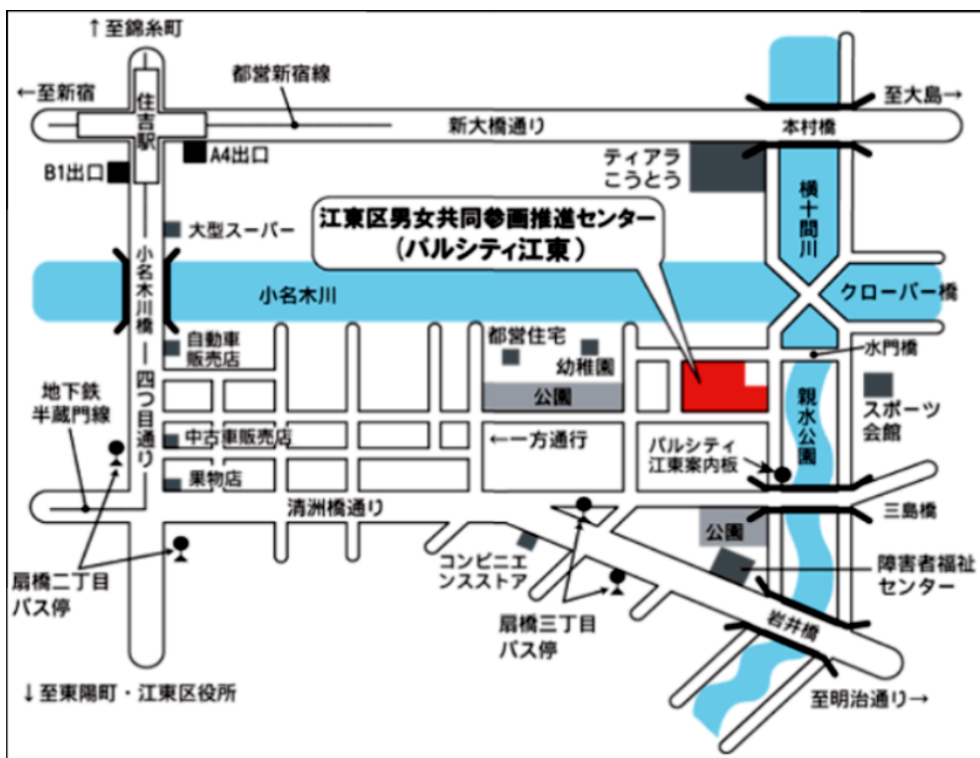 ↑至錦糸町
←至新宿
都営新宿線
至大島→
住吉駅
新大橋通り
本村橋
A4出口
B1出口
ティアラ
こうとう
横十間川
大型スーパー
江東区男女共同参画推進センター
(パルシティ江東)
小名木川橋
小名木川
クローバー橋
自動車
販売店
都営住宅
幼稚園
水門橋
公園
地下鉄
半蔵門線
四つ目通り
スポーツ
会館
親水公園
中古車販売店
←一方通行
パルシティ
江東案内板
果物店
清洲橋通り
三島橋
公園
コンビニエ
ンスストア
障害者福祉
センター
扇橋二丁目
バス停
扇橋三丁目
バス停
岩井橋
↓至東陽町・江東区役所
至明治通り→